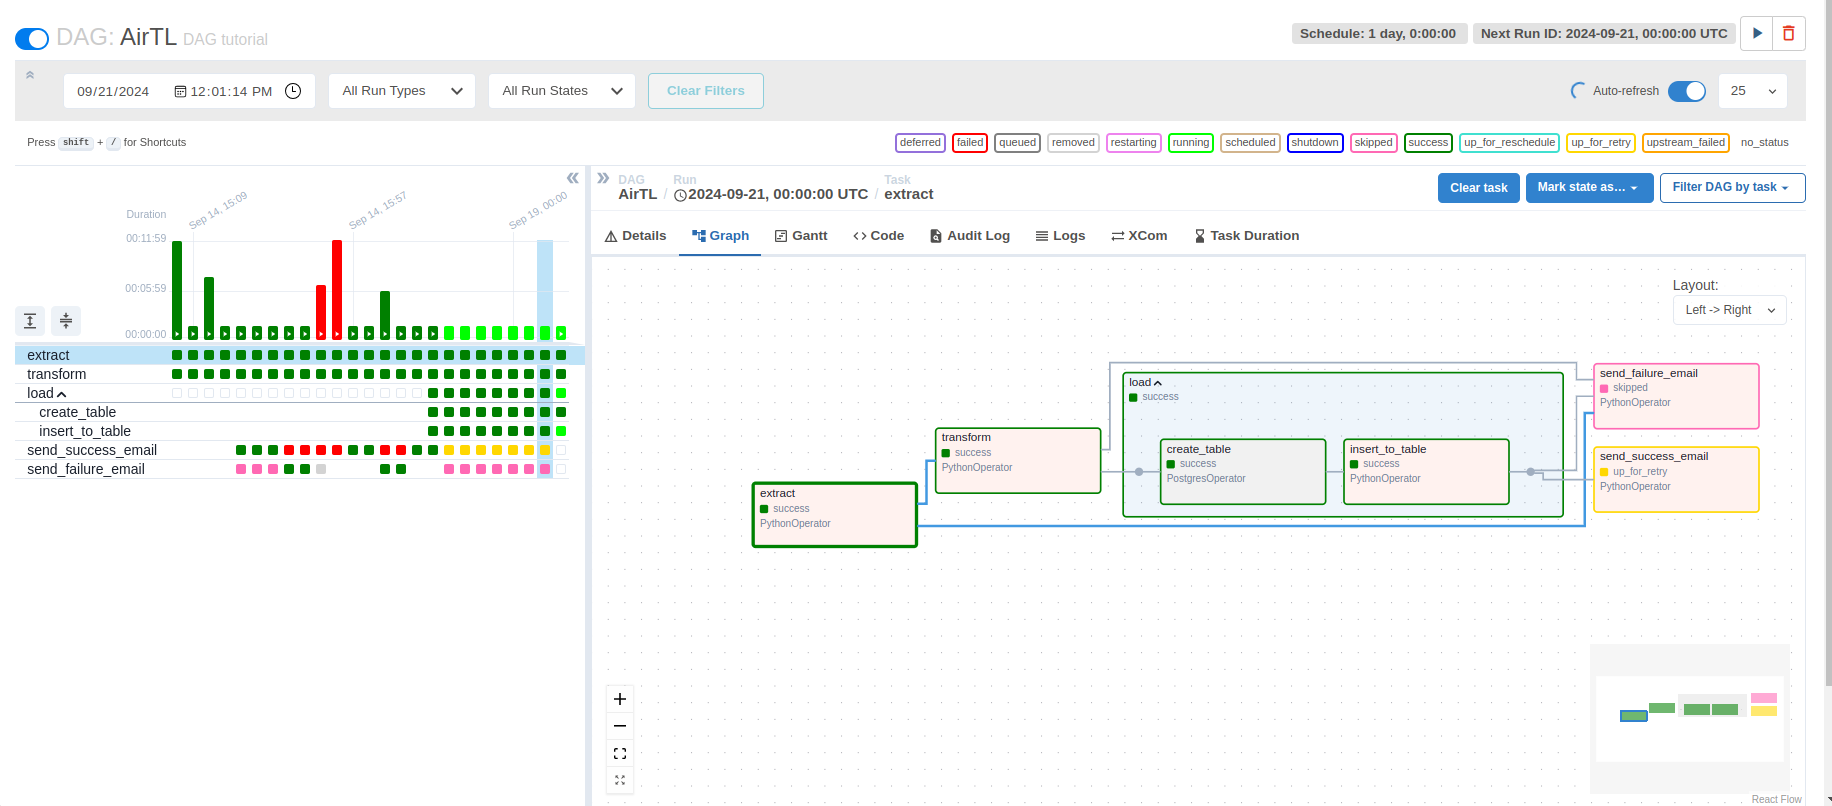 DAG: AirTL DAG tutorial
Schedule: 1 day, 0:00:00
Next Run ID: 2024-09-21, 00:00:00 UTC
09/21/2024 12:01:14 PM
All Run Types
All Run States
Clear Filters
Auto-refresh
25
Press shift + / for Shortcuts
deferred
failed
queued
removed
restarting
running
scheduled
shutdown
skipped
success
up_for_reschedule
up_for_retry
upstream_failed
no_status
Duration
Sep 14, 15:09
Sep 14, 15:57
Sep 19, 00:00
00:11:59
00:05:59
00:00:00
extract
transform
load
create_table
insert_to_table
send_success_email
send_failure_email
DAG
AirTL
/
Run
2024-09-21, 00:00:00 UTC
/
Task
extract
Clear task
Mark state as...
Filter DAG by task
Details
Graph
Gantt
Code
Audit Log
Logs
XCom
Task Duration
Layout:
Left -> Right
extract
success
PythonOperator
transform
success
PythonOperator
load
success
create_table
success
PostgresOperator
insert_to_table
success
PythonOperator
send_failure_email
skipped
PythonOperator
send_success_email
up_for_retry
PythonOperator
React Flow